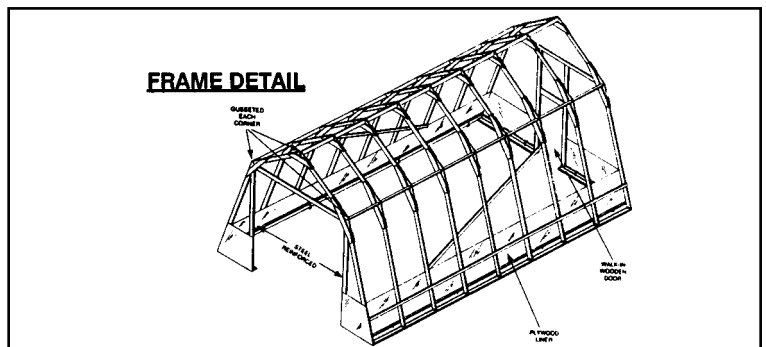 FRAME DETAIL
GUSSETED
EACH
CORNER
STEEL
REINFORCED
WALK-IN
WOODEN
DOOR
PLYWOOD
LINER